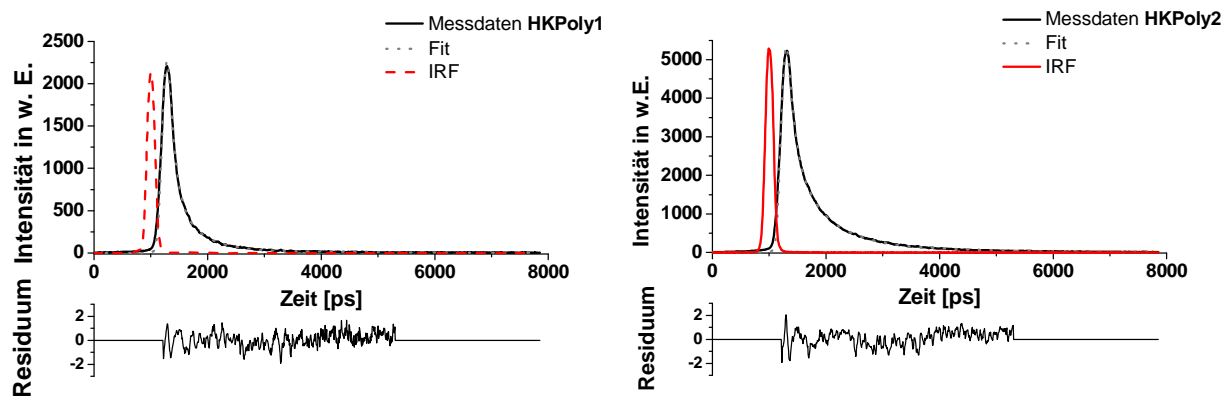 Messdaten HKPoly1
Fit
IRF
Intensität in w. E.
2500
2000
1500
1000
500
0
0 2000 4000 6000 8000
Zeit [ps]
Residuum
2
0
-2
Messdaten HKPoly2
Fit
IRF
Intensität in w. E.
5000
4000
3000
2000
1000
0
0 2000 4000 6000 8000
Zeit [ps]
Residuum
2
0
-2